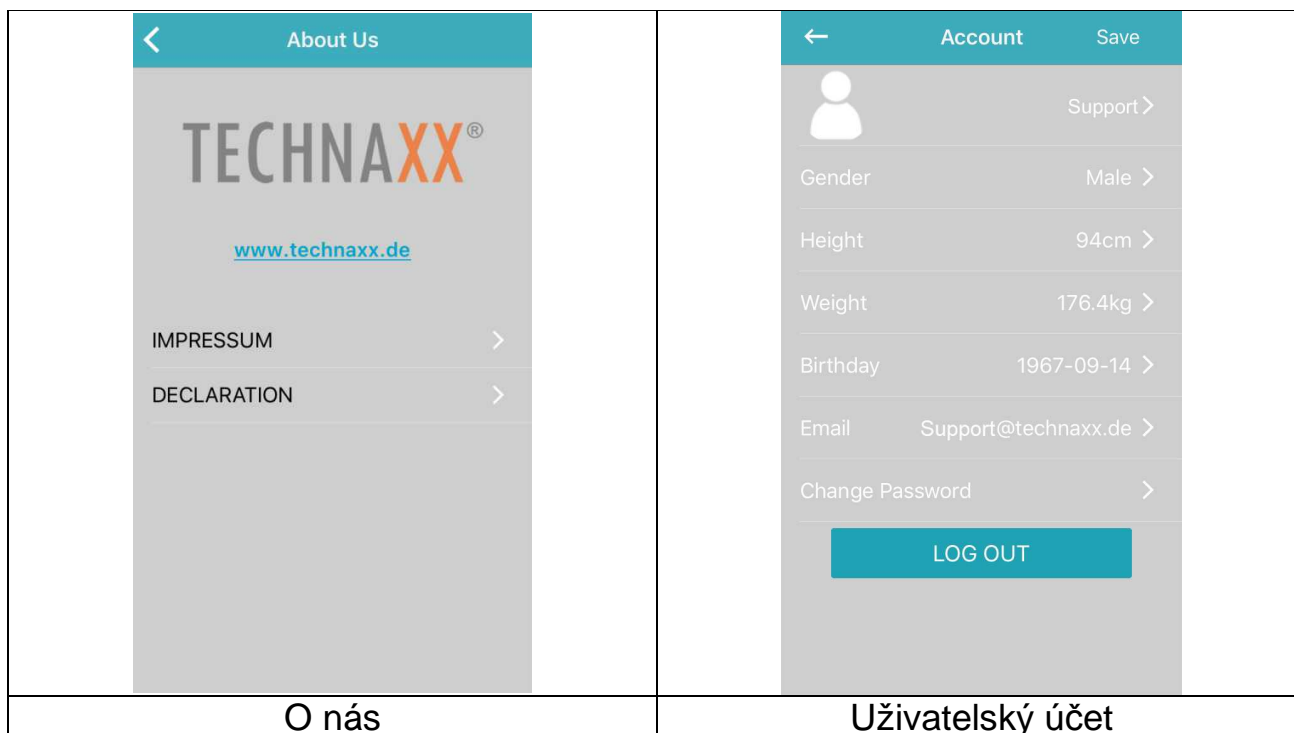 About Us
TECHNAXX®
www.technaxx.de
IMPRESSUM
DECLARATION
O nás
Account Save
Support
Gender Male
Height 94cm
Weight 176.4kg
Birthday 1967-09-14
Email Support@technaxx.de
Change Password
LOG OUT
Uživatelský účet